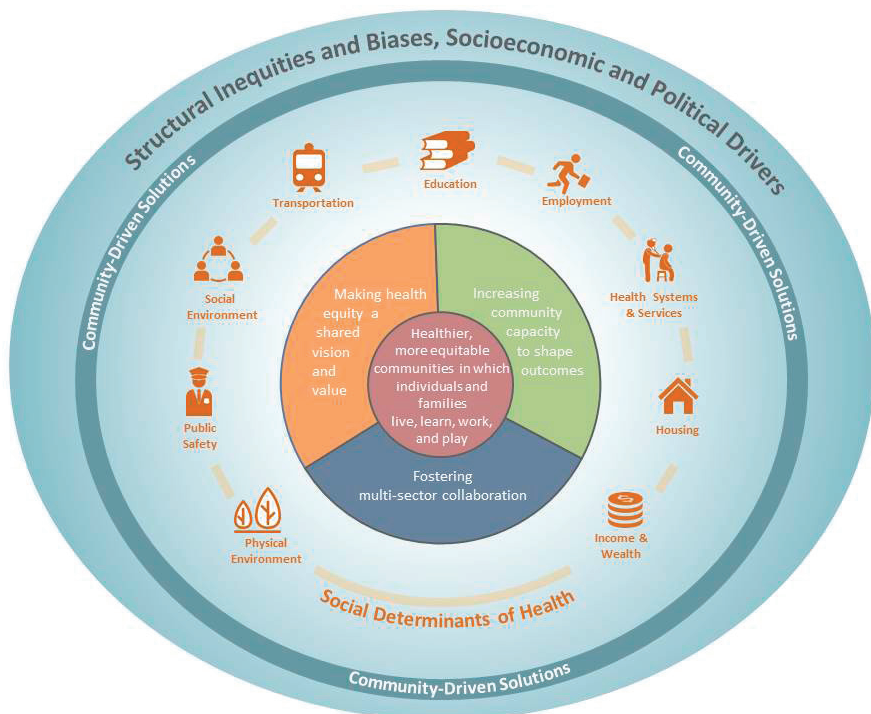 Structural Inequities and Biases, Socioeconomic and Political Drivers
Community-Driven Solutions
Community-Driven Solutions
Education
Transportation
Employment
Social
Environment
Health Systems
& Services
Making health
equity a
shared
vision
and
value
Increasing
community
capacity
to shape
outcomes
Healthier,
more equitable
communities in which
individuals and
families
live, learn, work,
and play
Public
Safety
Housing
Fostering
multi-sector collaboration
Physical
Environment
$
Income &
Wealth
Social Determinants of Health
Community-Driven Solutions